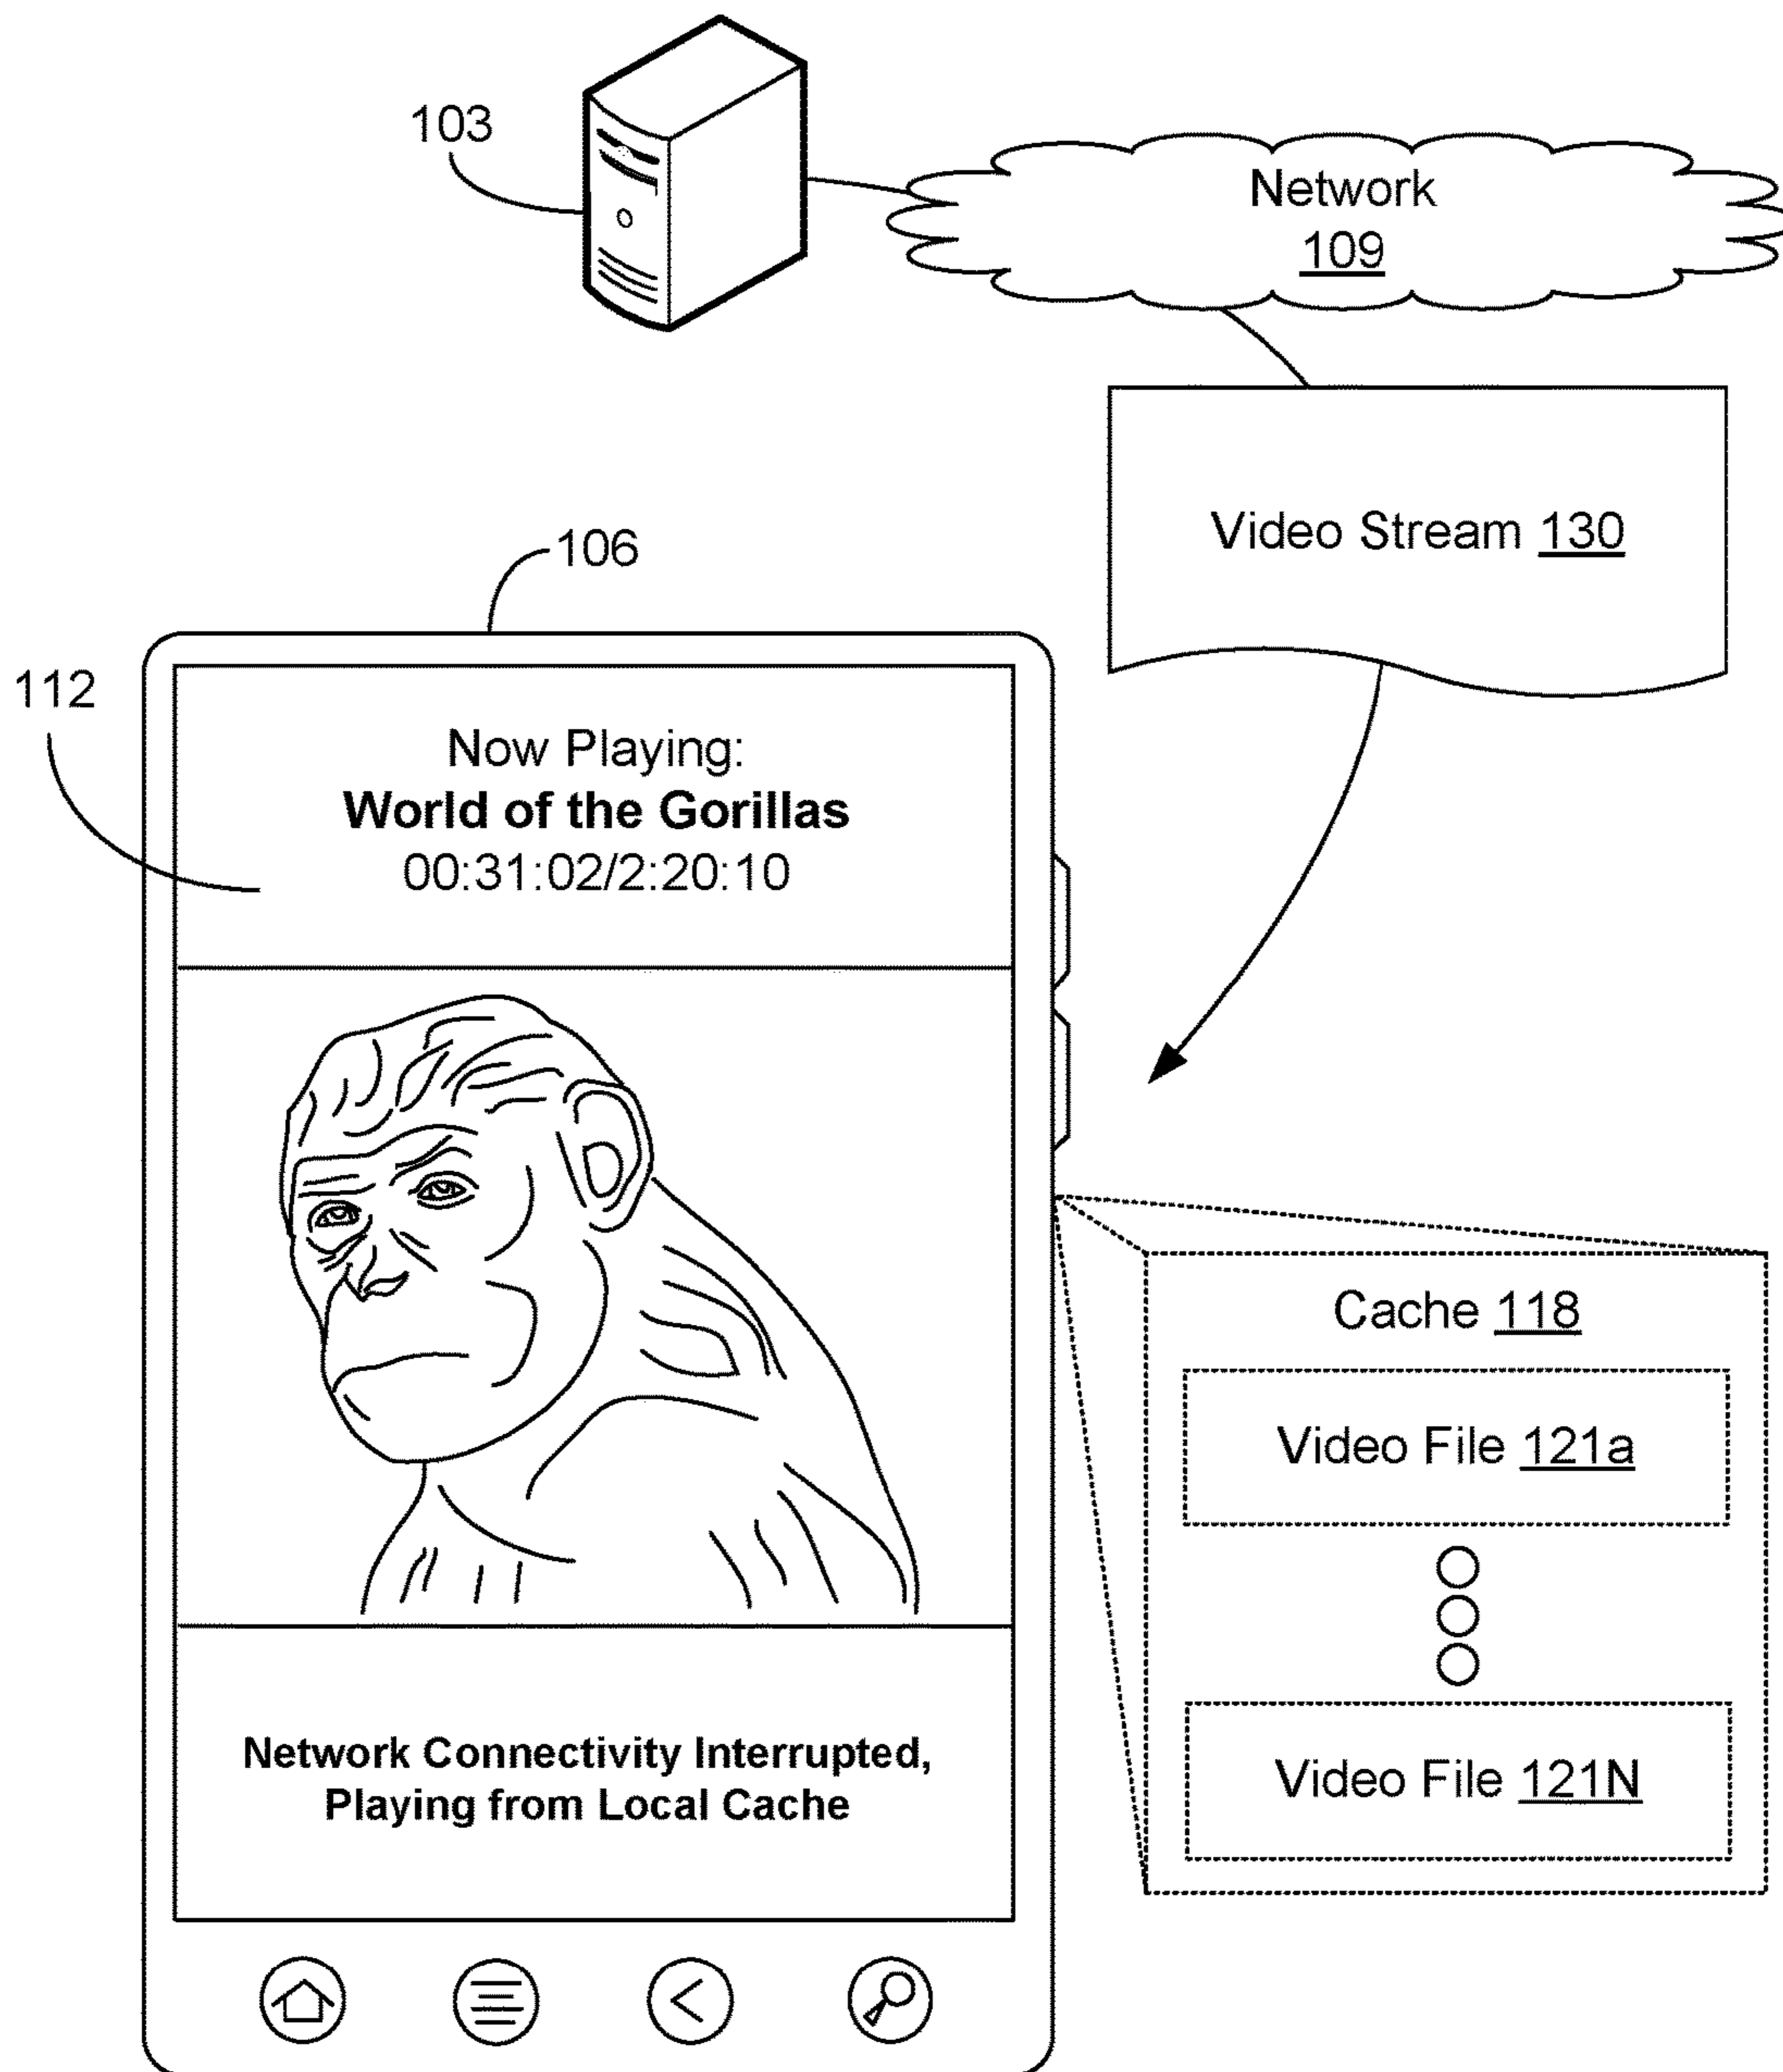 103
Network
109
Video Stream 130
106
112
Now Playing:
World of the Gorillas
00:31:02/2:20:10
Cache 118
Video File 121a
Video File 121N
Network Connectivity Interrupted,
Playing from Local Cache